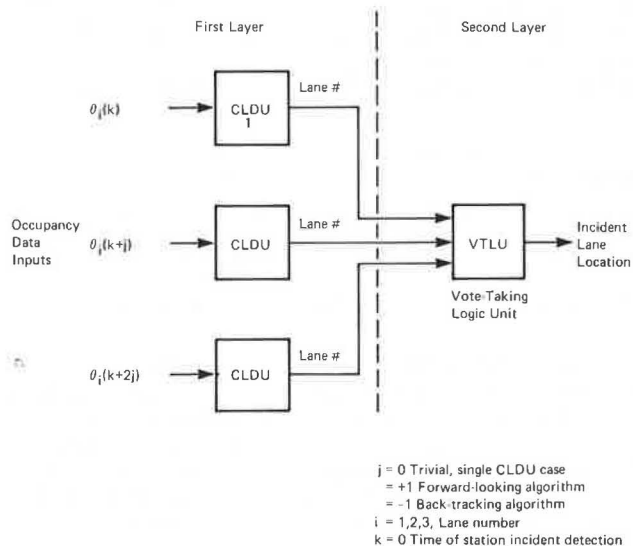 First Layer
Second Layer
Lane #
θi(k)
CLDU
1
Lane #
Occupancy
Data
Inputs
θi(k+j)
CLDU
VTLU
Incident
Lane
Location
Vote-Taking
Logic Unit
Lane #
θi(k+2j)
CLDU
j = 0 Trivial, single CLDU case
= +1 Forward-looking algorithm
= -1 Back-tracking algorithm
i = 1,2,3, Lane number
k = 0 Time of station incident detection